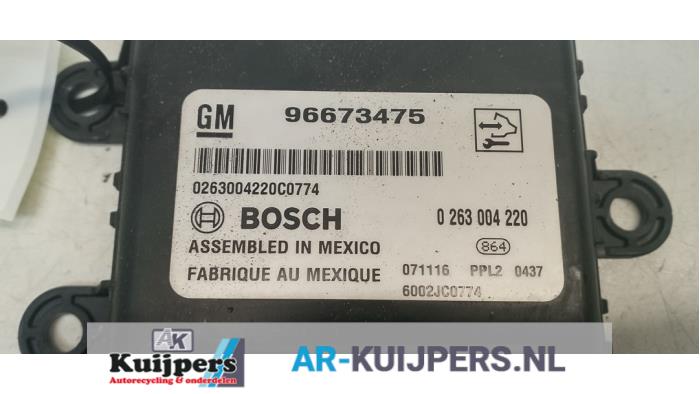 GM 96673475
0263004220C0774
BOSCH 0 263 004 220
ASSEMBLED IN MEXICO 864
FABRIQUE AU MEXIQUE 071116 PPL2 0437
6002JC0774
AK
Kuijpers
Autorecycling & onderdelen
AR-KUIJPERS.NL